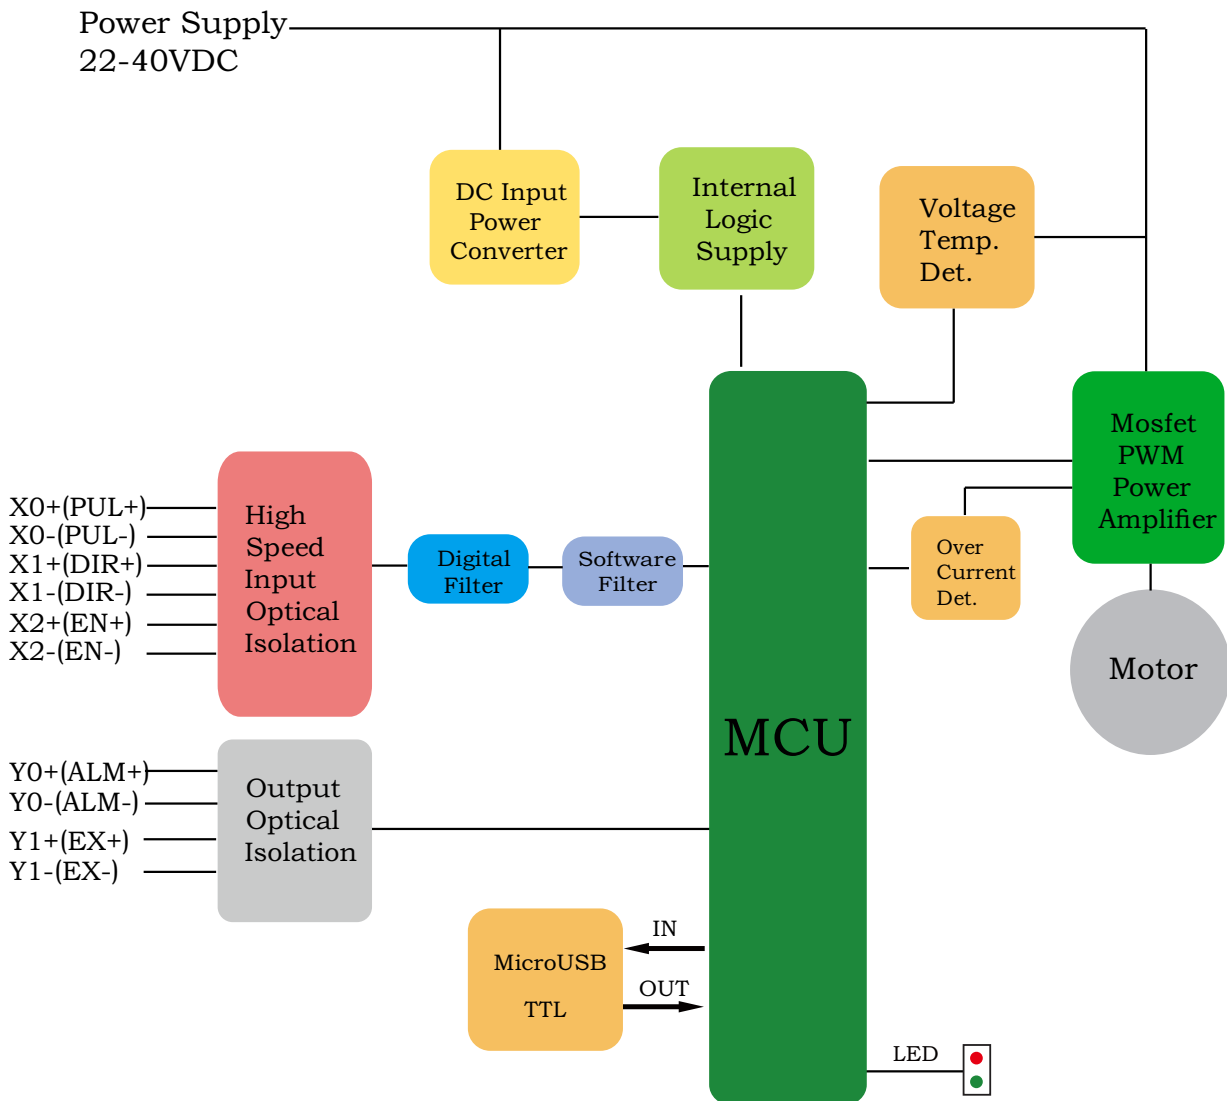 Power Supply
22-40VDC
DC Input
Power
Converter
Internal
Logic
Supply
Voltage
Temp.
Det.
Mosfet
PWM
Power
Amplifier
X0+(PUL+)
X0-(PUL-)
X1+(DIR+)
X1-(DIR-)
X2+(EN+)
X2-(EN-)
High
Speed
Input
Optical
Isolation
Digital
Filter
Software
Filter
Over
Current
Det.
Motor
MCU
Y0+(ALM+)
Y0-(ALM-)
Y1+(EX+)
Y1-(EX-)
Output
Optical
Isolation
MicroUSB
TTL
IN
OUT
LED